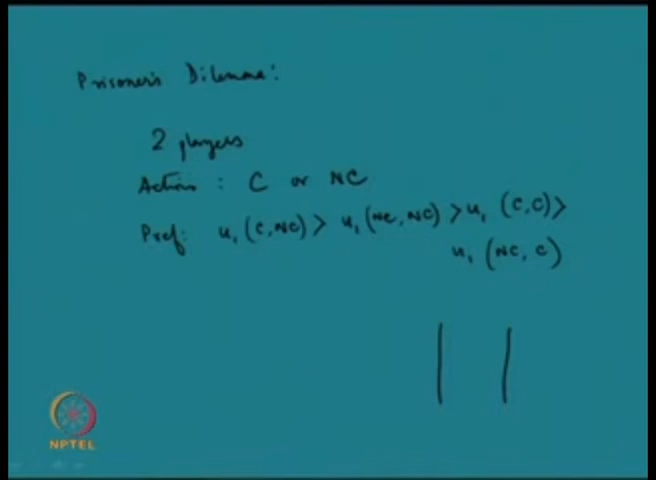 Prisoner's Dilemma:
2 players
Action : C or NC
Pref: u₁ (C,NC) > u₁ (NC,NC) > u₁ (C,C) >
u₁ (NC, C)
NPTEL